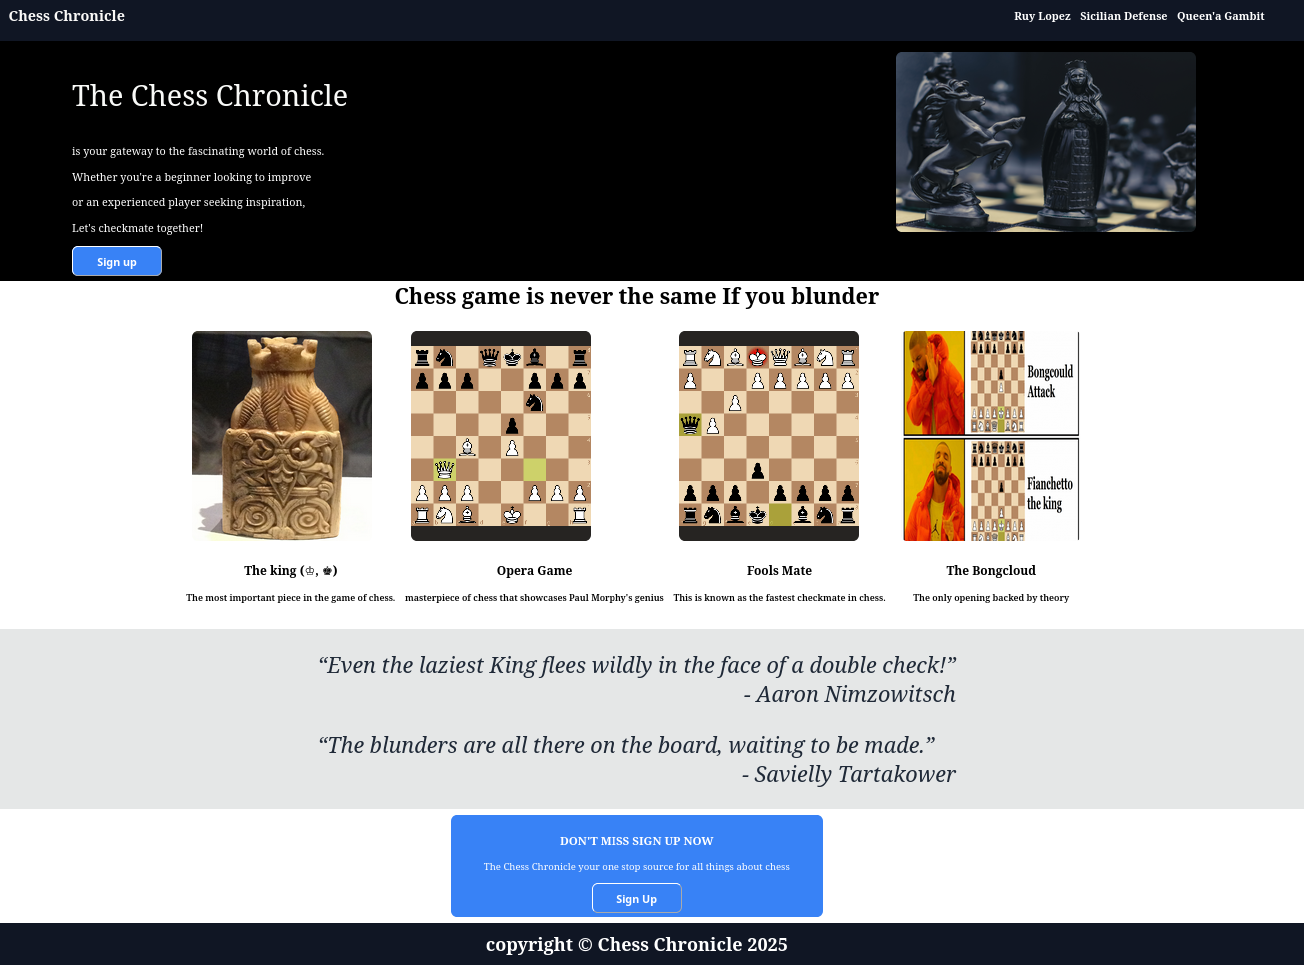 Chess Chronicle
Ruy Lopez Sicilian Defense Queen'a Gambit
The Chess Chronicle
is your gateway to the fascinating world of chess.
Whether you're a beginner looking to improve
or an experienced player seeking inspiration,
Let's checkmate together!
Sign up
Chess game is never the same If you blunder
Bongcould
Attack
Fianchetto
the king
The king (♔, ♚)
The most important piece in the game of chess.
Opera Game
masterpiece of chess that showcases Paul Morphy's genius
Fools Mate
This is known as the fastest checkmate in chess.
The Bongcloud
The only opening backed by theory
“Even the laziest King flees wildly in the face of a double check!”
- Aaron Nimzowitsch
“The blunders are all there on the board, waiting to be made.”
- Savielly Tartakower
DON'T MISS SIGN UP NOW
The Chess Chronicle your one stop source for all things about chess
Sign Up
copyright © Chess Chronicle 2025